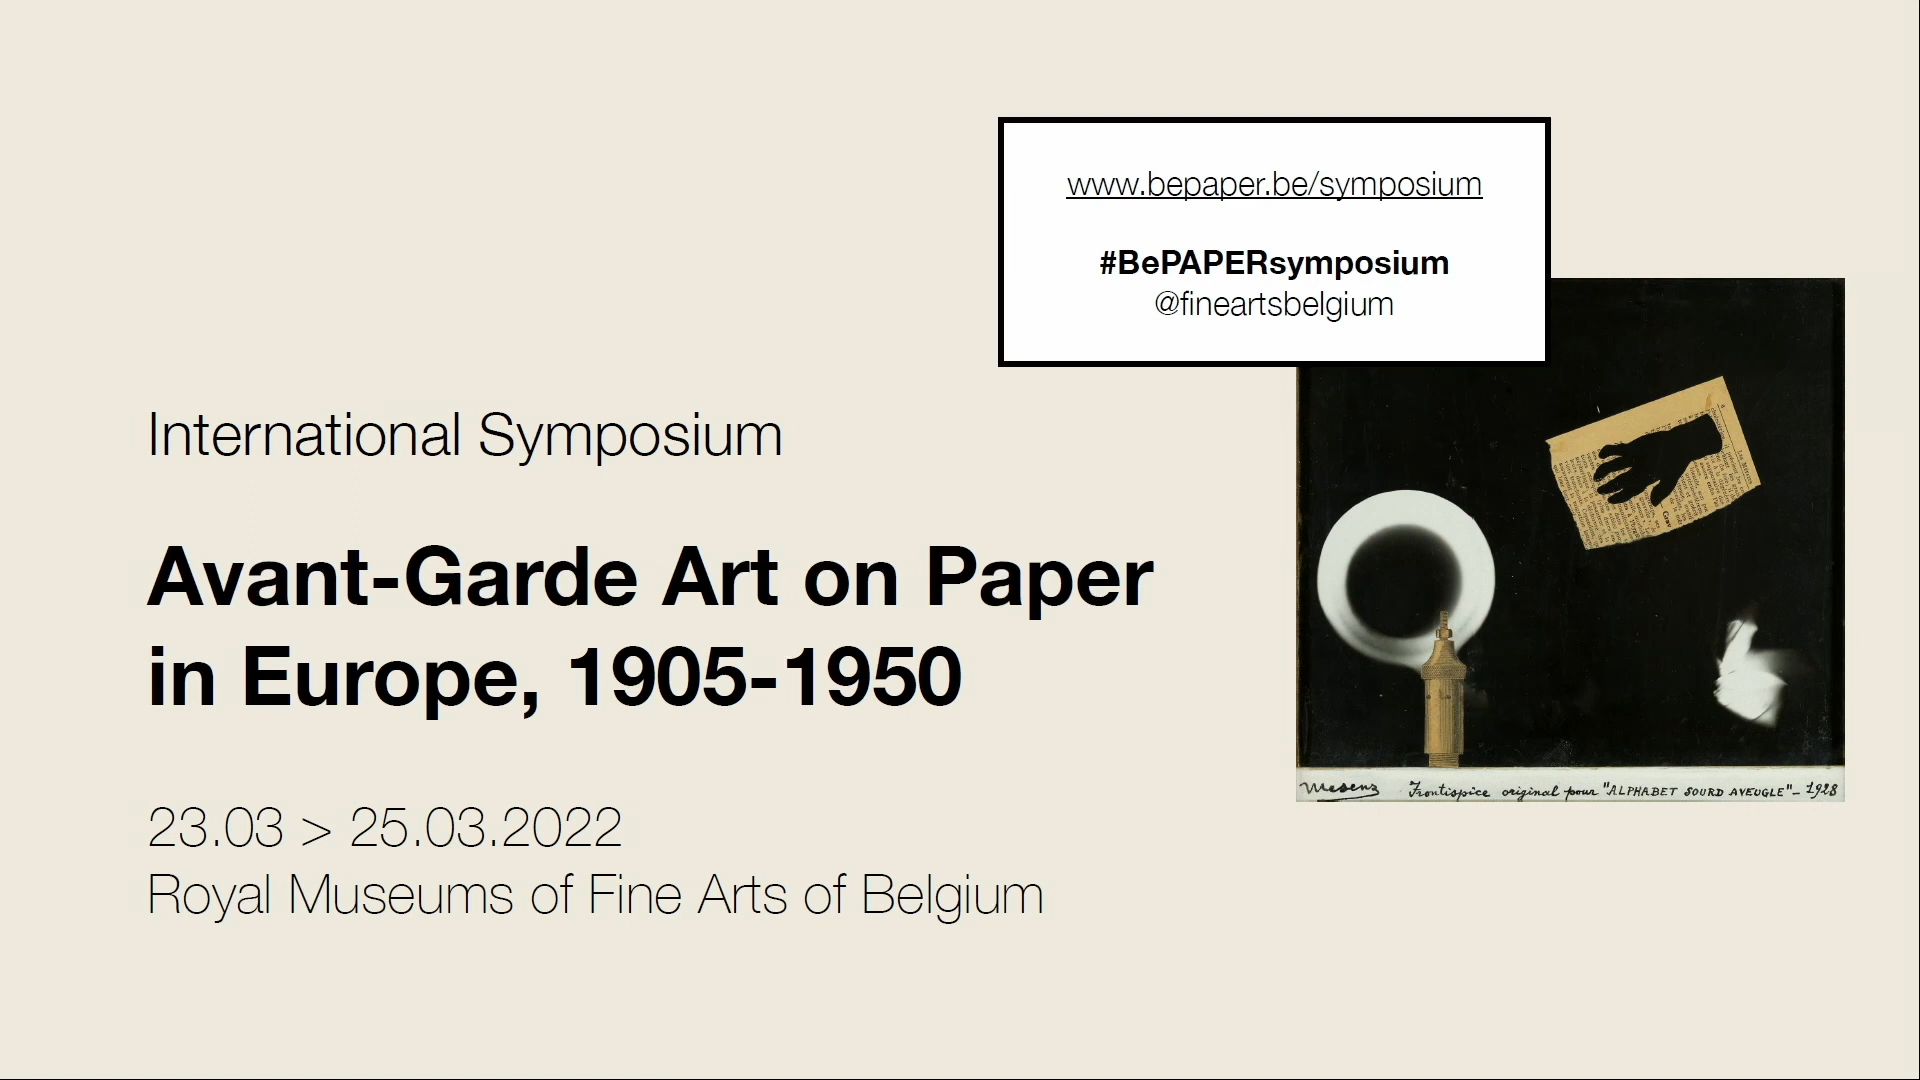 www.bepaper.be/symposium
#BePAPERsymposium
@fineartsbelgium
International Symposium
Avant-Garde Art on Paper
in Europe, 1905-1950
23.03 > 25.03.2022
Royal Museums of Fine Arts of Belgium
Mesens Frontispice original pour "ALPHABET SOURD AVEUGLE" – 1928